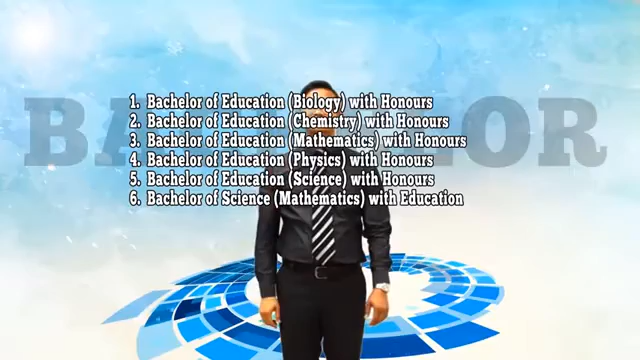 BACHELOR
1. Bachelor of Education (Biology) with Honours
2. Bachelor of Education (Chemistry) with Honours
3. Bachelor of Education (Mathematics) with Honours
4. Bachelor of Education (Physics) with Honours
5. Bachelor of Education (Science) with Honours
6. Bachelor of Science (Mathematics) with Education